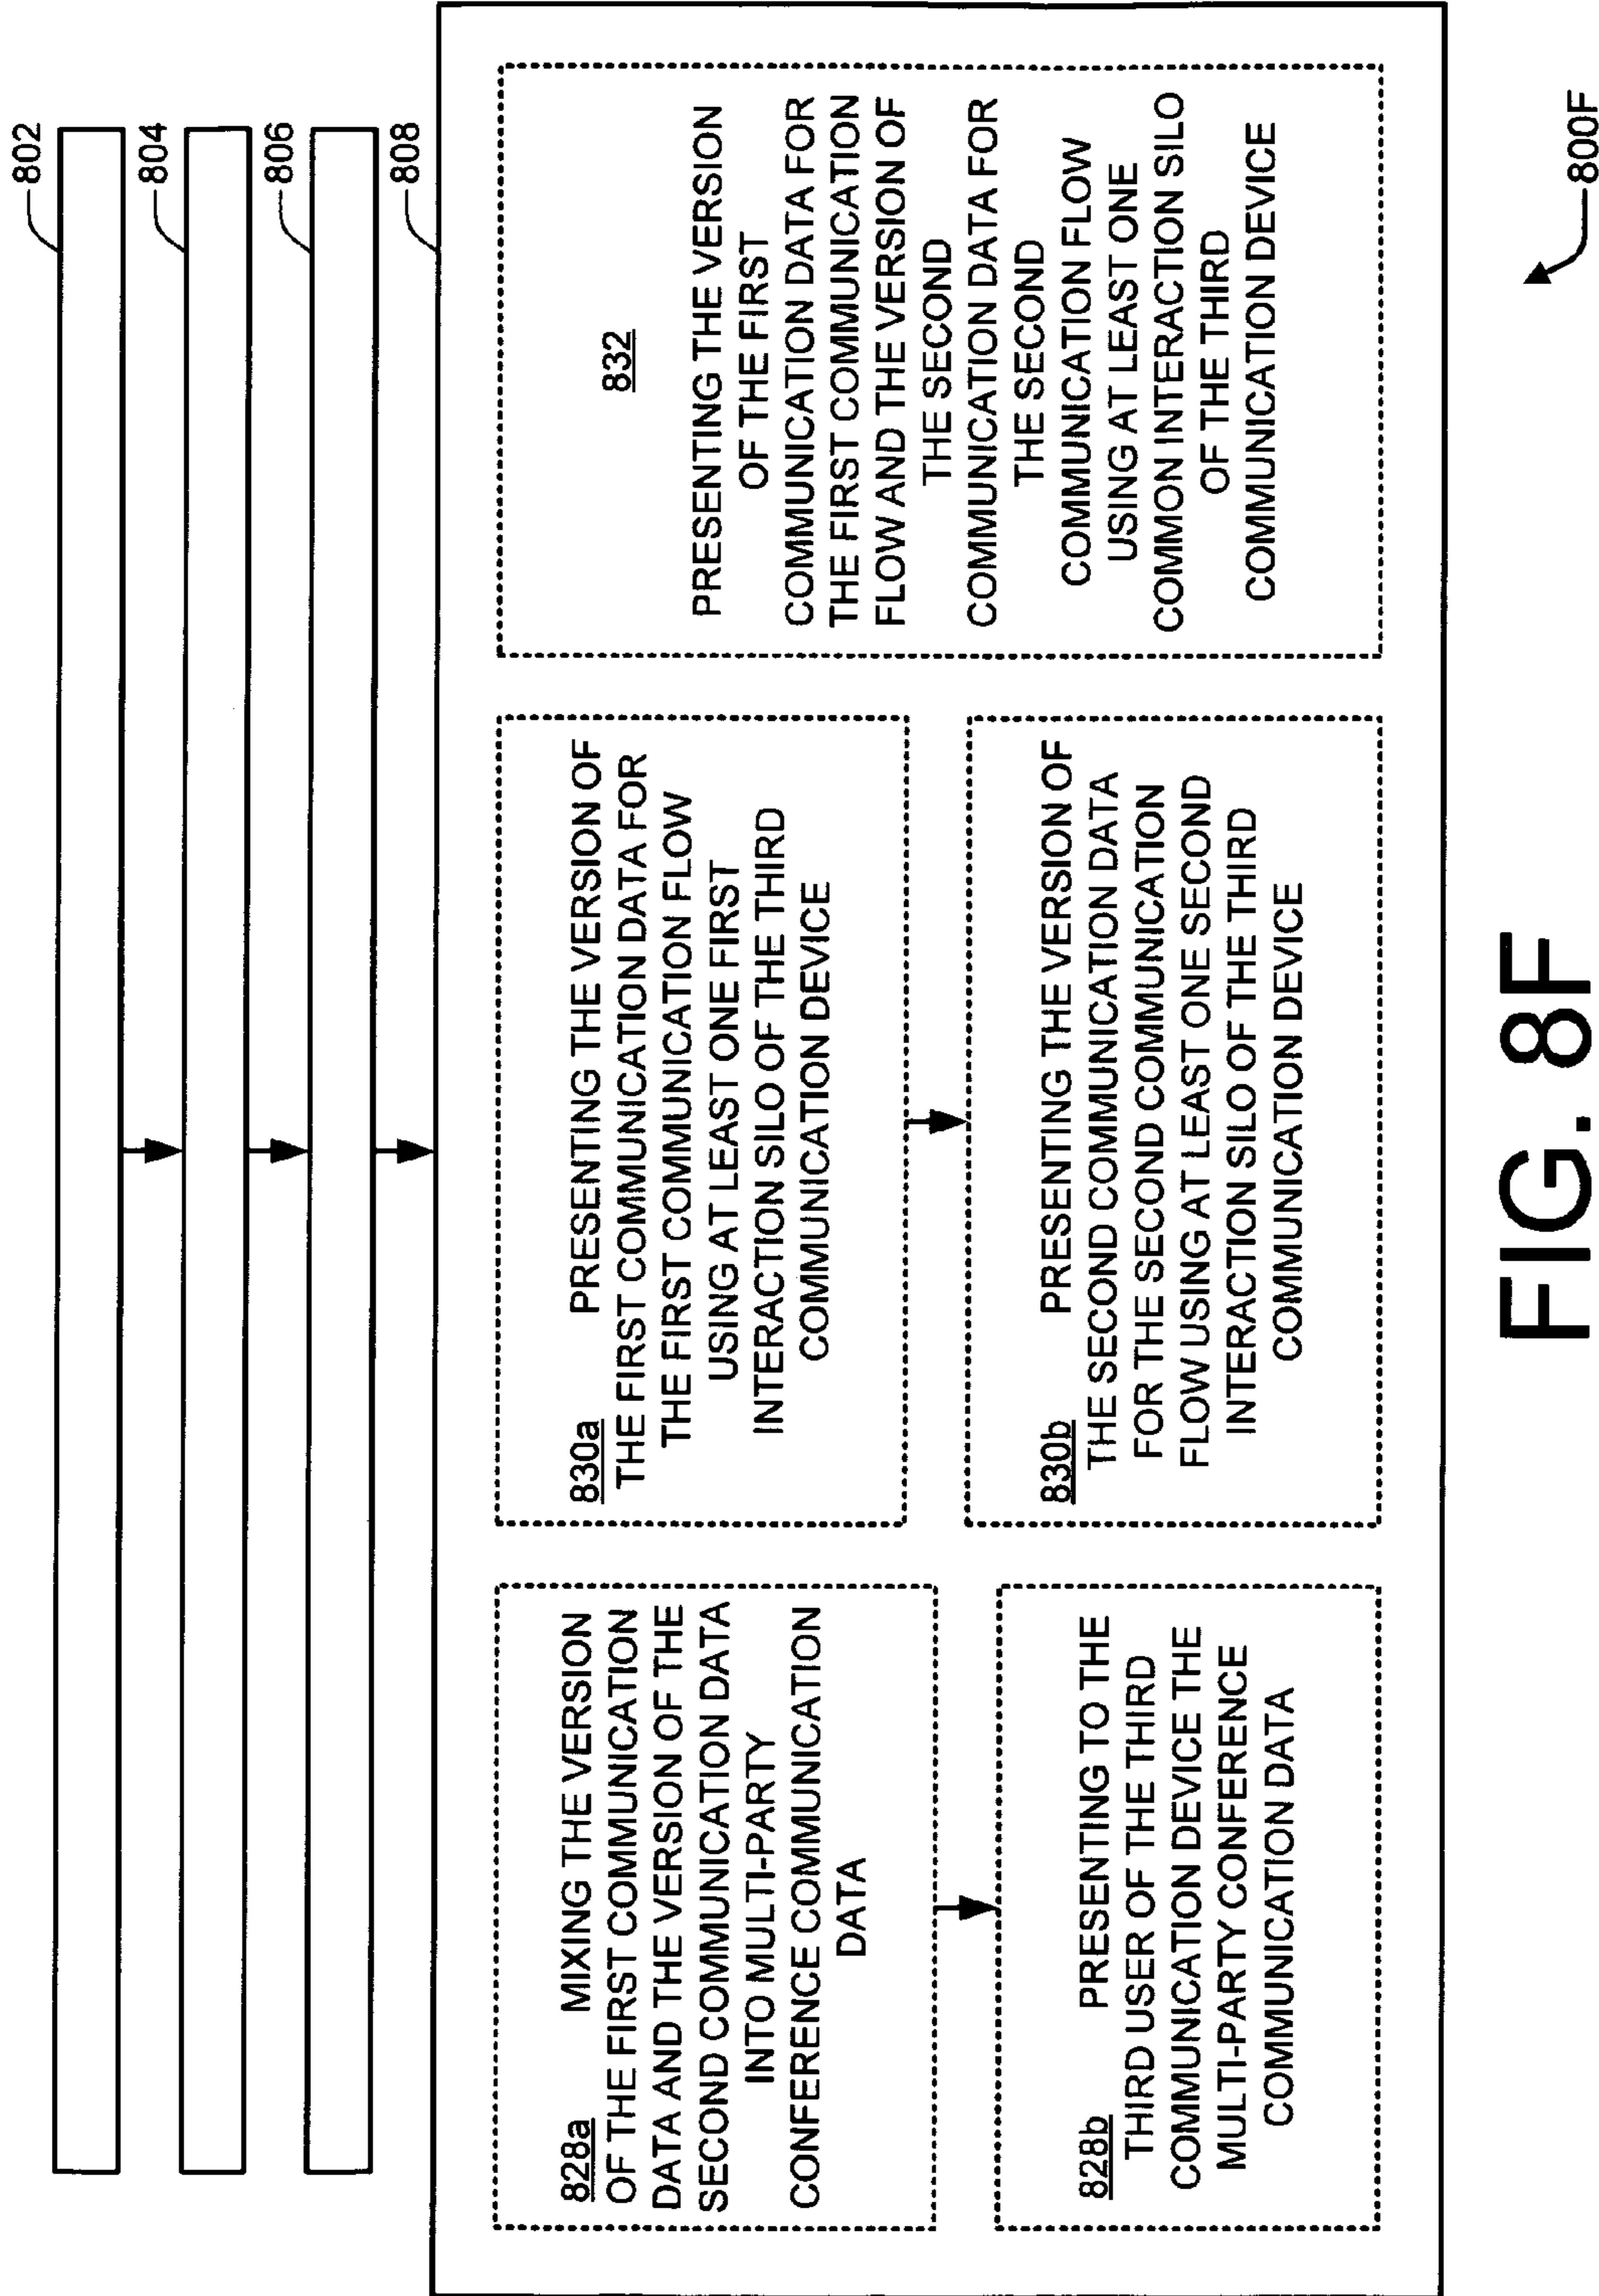 802
804
806
808
828a MIXING THE VERSION
OF THE FIRST COMMUNICATION
DATA AND THE VERSION OF THE
SECOND COMMUNICATION DATA
INTO MULTI-PARTY
CONFERENCE COMMUNICATION
DATA
828b PRESENTING TO THE
THIRD USER OF THE THIRD
COMMUNICATION DEVICE THE
MULTI-PARTY CONFERENCE
COMMUNICATION DATA
830a PRESENTING THE VERSION OF
THE FIRST COMMUNICATION DATA FOR
THE FIRST COMMUNICATION FLOW
USING AT LEAST ONE FIRST
INTERACTION SILO OF THE THIRD
COMMUNICATION DEVICE
830b PRESENTING THE VERSION OF
THE SECOND COMMUNICATION DATA
FOR THE SECOND COMMUNICATION
FLOW USING AT LEAST ONE SECOND
INTERACTION SILO OF THE THIRD
COMMUNICATION DEVICE
832
PRESENTING THE VERSION
OF THE FIRST
COMMUNICATION DATA FOR
THE FIRST COMMUNICATION
FLOW AND THE VERSION OF
THE SECOND
COMMUNICATION DATA FOR
THE SECOND
COMMUNICATION FLOW
USING AT LEAST ONE
COMMON INTERACTION SILO
OF THE THIRD
COMMUNICATION DEVICE
800F
FIG. 8F